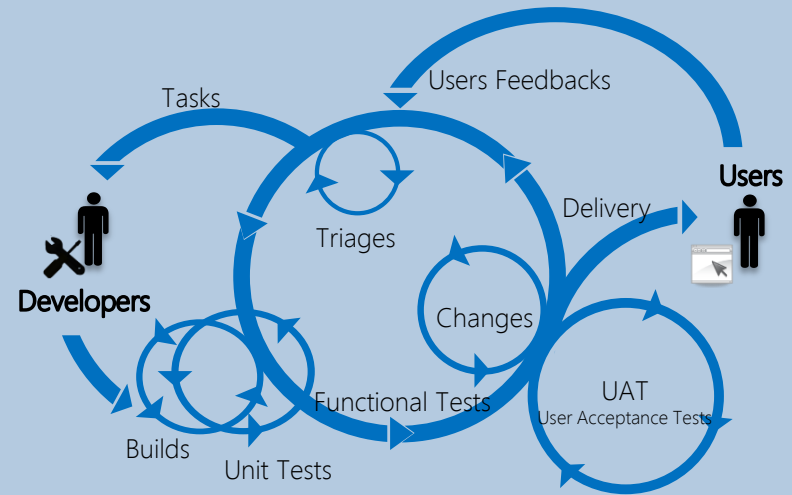 Users Feedbacks
Tasks
Users
Delivery
Triages
Developers
Changes
UAT
Functional Tests
User Acceptance Tests
Builds
Unit Tests